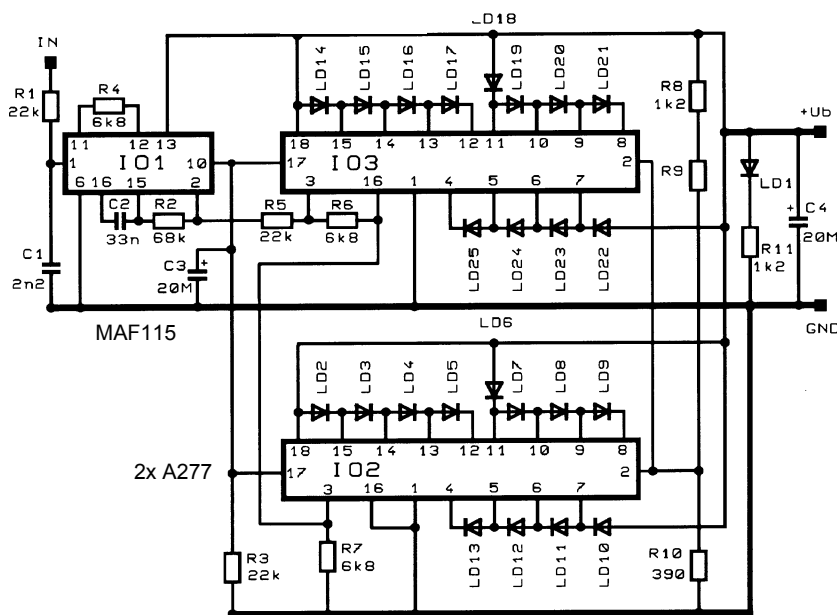 LD18
IN
LD14
LD15
LD16
LD17
LD19
LD20
LD21
R1
22k
R4
6k8
R8
1k2
+Ub
11
12
13
1
IO1
10
6
16
15
2
18
15
14
13
12
11
10
9
8
17
IO3
2
3
16
1
4
5
6
7
R9
LD1
C4
+
20M
C2
33n
R2
68k
R5
22k
R6
6k8
LD25
LD24
LD23
LD22
R11
1k2
C1
2n2
C3
+
20M
GND
MAF115
LD6
LD2
LD3
LD4
LD5
LD7
LD8
LD9
18
15
14
13
12
11
10
9
8
2x A277
17
IO2
2
3
16
1
4
5
6
7
R3
22k
R7
6k8
LD13
LD12
LD11
LD10
R10
390